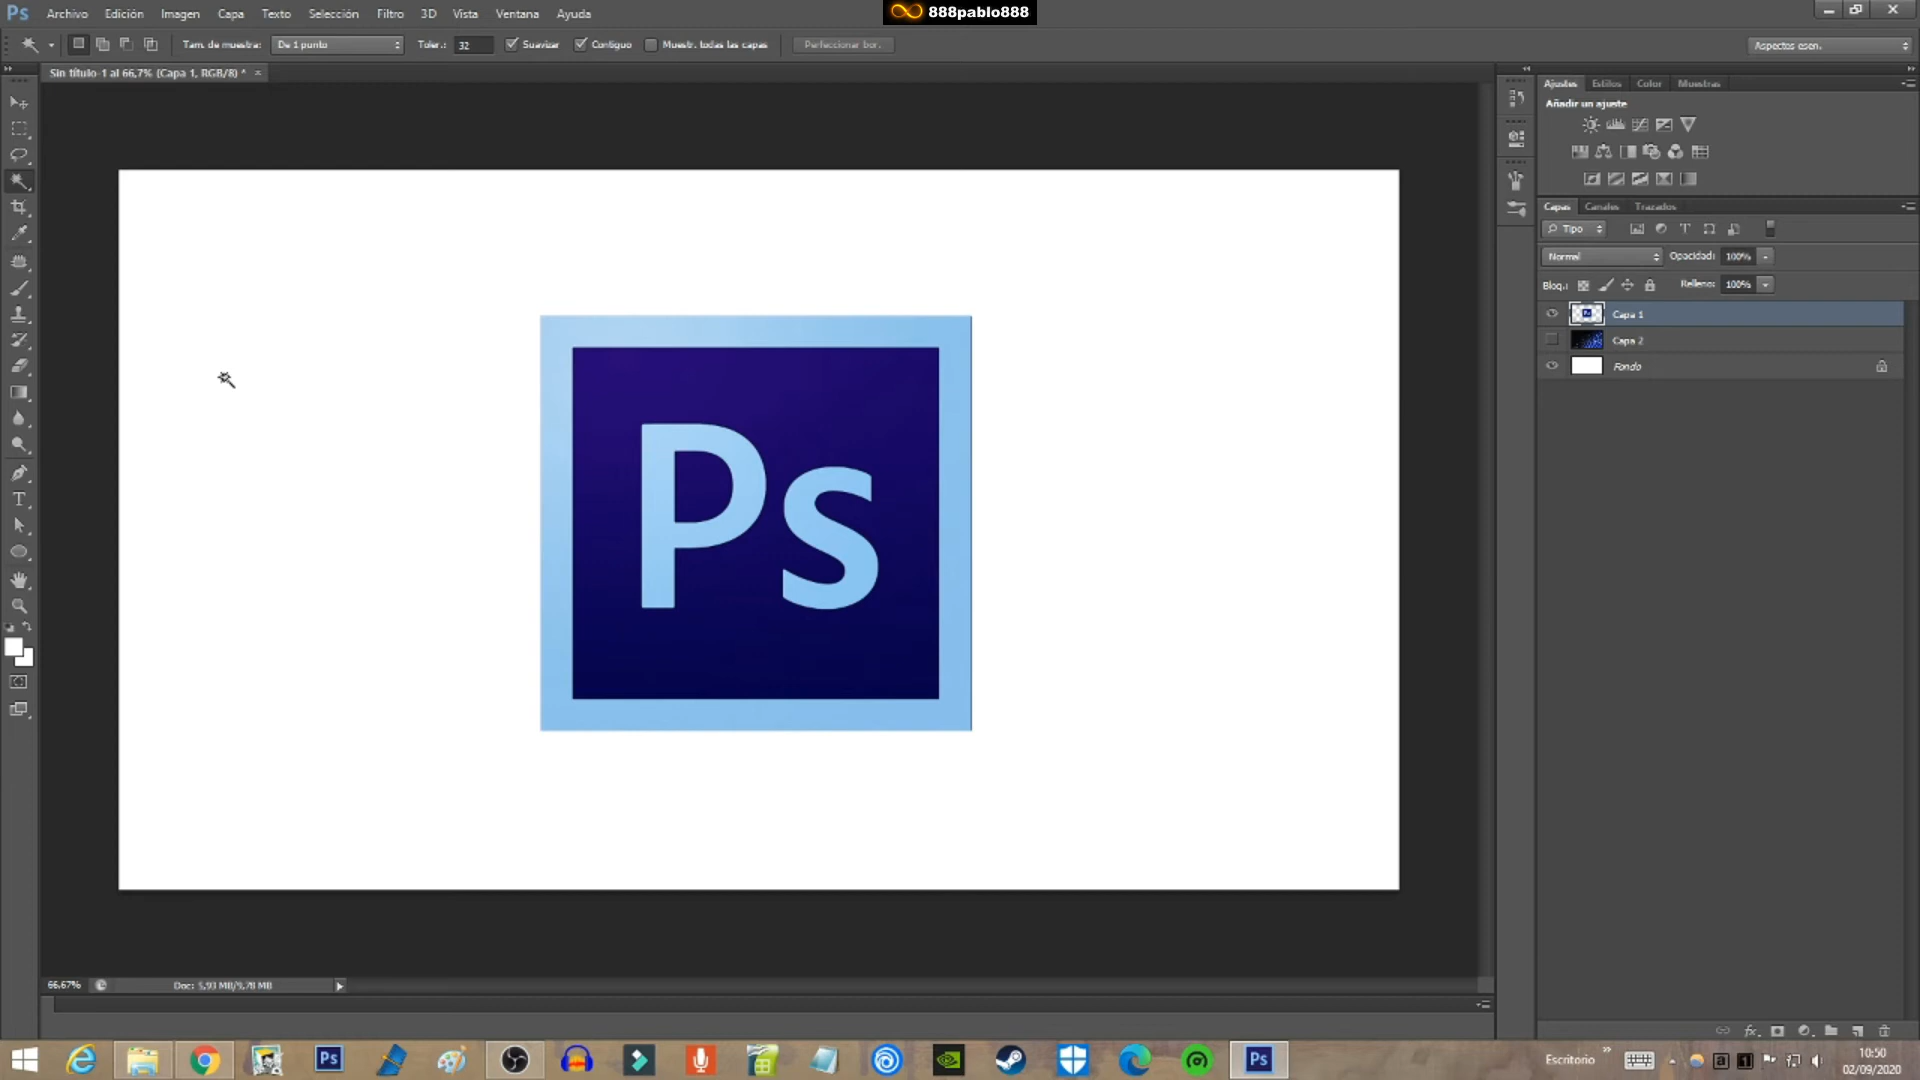 Ps Archivo Edición Imagen Capa Texto Selección Filtro 3D Vista Ventana Ayuda
888pablo888
Tam. de muestra: De 1 punto Toler.: 32 Suavizar Contiguo Muestr. todas las capas Perfeccionar bor. Aspectos esen.
Sin título-1 al 66,7% (Capa 1, RGB/8) * ×
Ajustes Estilos Color Muestras
Añadir un ajuste
Capas Canales Trazados
Tipo
Normal Opacidad: 100%
Bloq.: Relleno: 100%
Capa 1
Capa 2
Fondo
Ps
66,67% Doc: 5,93 MB/9,78 MB
Ps Ps Escritorio 10:50
02/09/2020